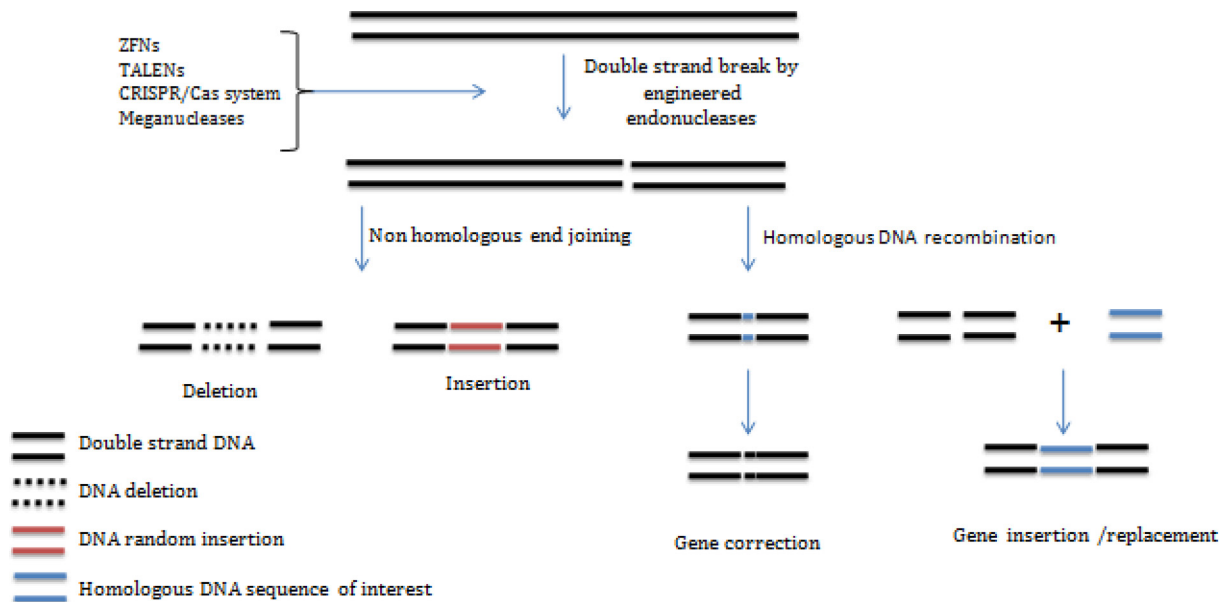 ZFNs
TALENs
CRISPR/Cas system
Meganucleases
Double strand break by
engineered
endonucleases
Non homologous end joining
Homologous DNA recombination
+
Deletion
Insertion
Double strand DNA
DNA deletion
DNA random insertion
Homologous DNA sequence of interest
Gene correction
Gene insertion /replacement